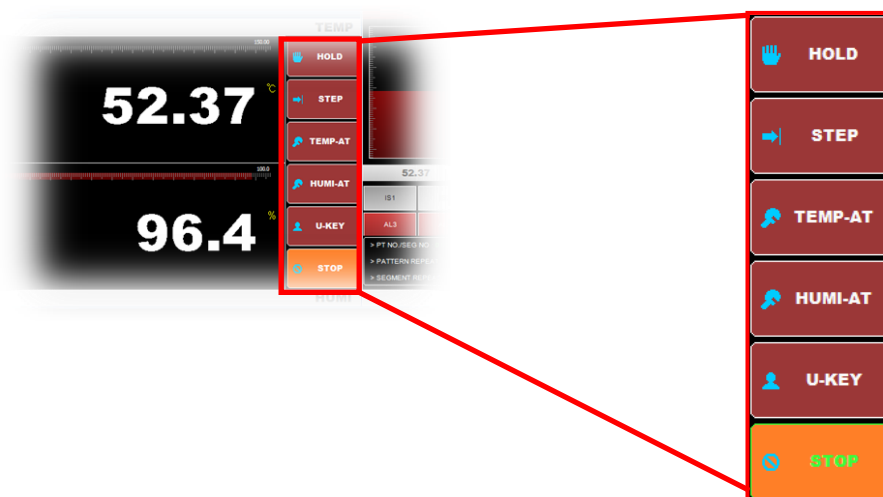 TEMP
150.00
52.37
℃
HOLD
STEP
TEMP-AT
HUMI-AT
U-KEY
STOP
100.0
96.4
%
HUMI
52.37
IS1
AL3
> PT NO./SEG NO
> PATTERN REPE
> SEGMENT REPE
HOLD
STEP
TEMP-AT
HUMI-AT
U-KEY
STOP